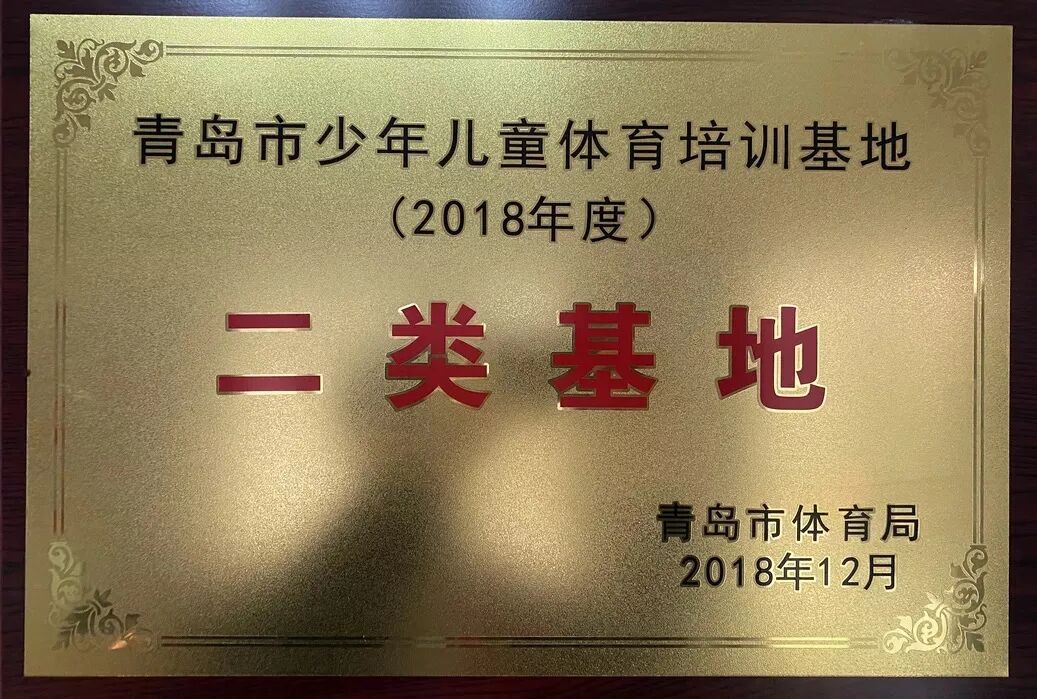 青岛市少年儿童体育培训基地
（2018年度）
二类基地
青岛市体育局
2018年12月